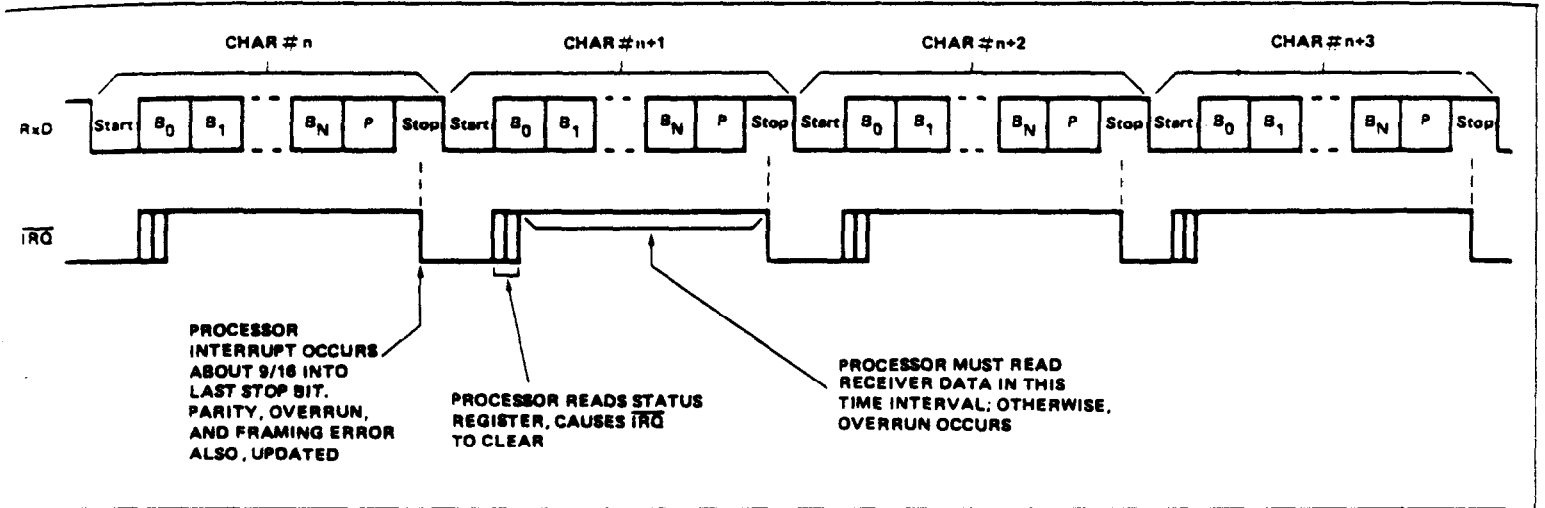 CHAR # n CHAR # n+1 CHAR # n+2 CHAR # n+3
RxD Start B0 B1 BN P Stop Start B0 B1 BN P Stop Start B0 B1 BN P Stop Start B0 B1 BN P Stop
IRQ
PROCESSOR
INTERRUPT OCCURS
ABOUT 9/16 INTO
LAST STOP BIT.
PARITY, OVERRUN,
AND FRAMING ERROR
ALSO, UPDATED
PROCESSOR READS STATUS
REGISTER, CAUSES IRQ
TO CLEAR
PROCESSOR MUST READ
RECEIVER DATA IN THIS
TIME INTERVAL; OTHERWISE,
OVERRUN OCCURS